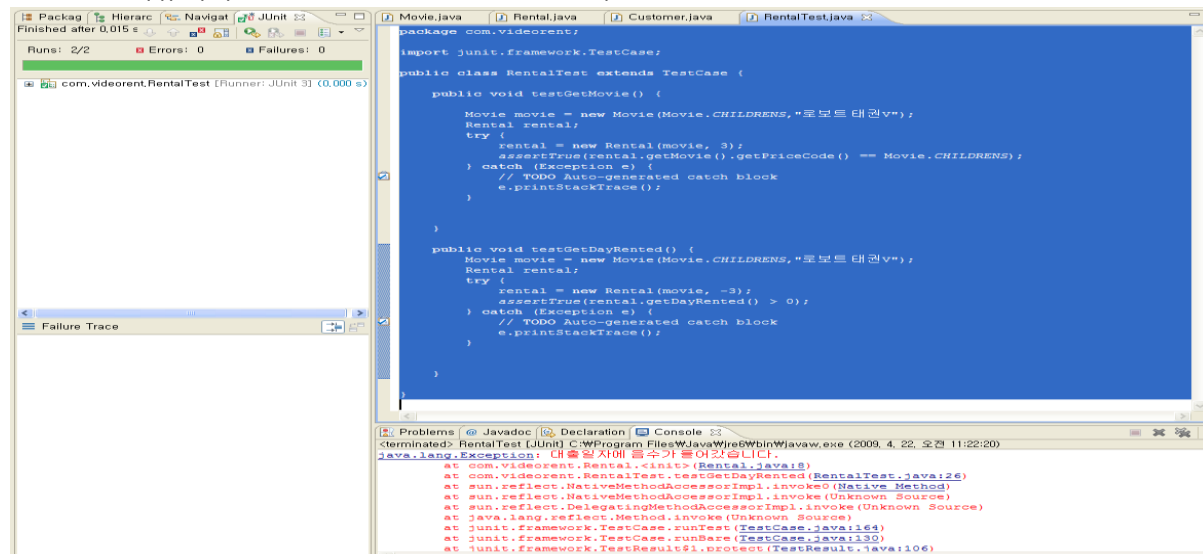 Packag Hierarc Navigat JUnit
Finished after 0,015 s
Runs: 2/2 Errors: 0 Failures: 0
com.videorent.RentalTest [Runner: JUnit 3] (0,000 s)
Failure Trace
Movie.java Rental.java Customer.java RentalTest.java
package com.videorent;
import junit.framework.TestCase;
public class RentalTest extends TestCase {
public void testGetMovie() {
Movie movie = new Movie(Movie.CHILDRENS,"로보트 태권V");
Rental rental;
try {
rental = new Rental(movie, 3);
assertTrue(rental.getMovie().getPriceCode() == Movie.CHILDRENS);
} catch (Exception e) {
// TODO Auto-generated catch block
e.printStackTrace();
}
}
public void testGetDayRented() {
Movie movie = new Movie(Movie.CHILDRENS,"로보트 태권V");
Rental rental;
try {
rental = new Rental(movie, -3);
assertTrue(rental.getDayRented() > 0);
} catch (Exception e) {
// TODO Auto-generated catch block
e.printStackTrace();
}
}
}
Problems @ Javadoc Declaration Console
<terminated> RentalTest [JUnit] C:₩Program Files₩Java₩jre6₩bin₩javaw.exe (2009, 4, 22, 오전 11:22:20)
java.lang.Exception: 대출일자에 음수가 들어갔습니다.
at com.videorent.Rental.<init>(Rental.java:8)
at com.videorent.RentalTest.testGetDayRented(RentalTest.java:26)
at sun.reflect.NativeMethodAccessorImpl.invoke0(Native Method)
at sun.reflect.NativeMethodAccessorImpl.invoke(Unknown Source)
at sun.reflect.DelegatingMethodAccessorImpl.invoke(Unknown Source)
at java.lang.reflect.Method.invoke(Unknown Source)
at junit.framework.TestCase.runTest(TestCase.java:164)
at junit.framework.TestCase.runBare(TestCase.java:130)
at junit.framework.TestResult$1.protect(TestResult.java:106)